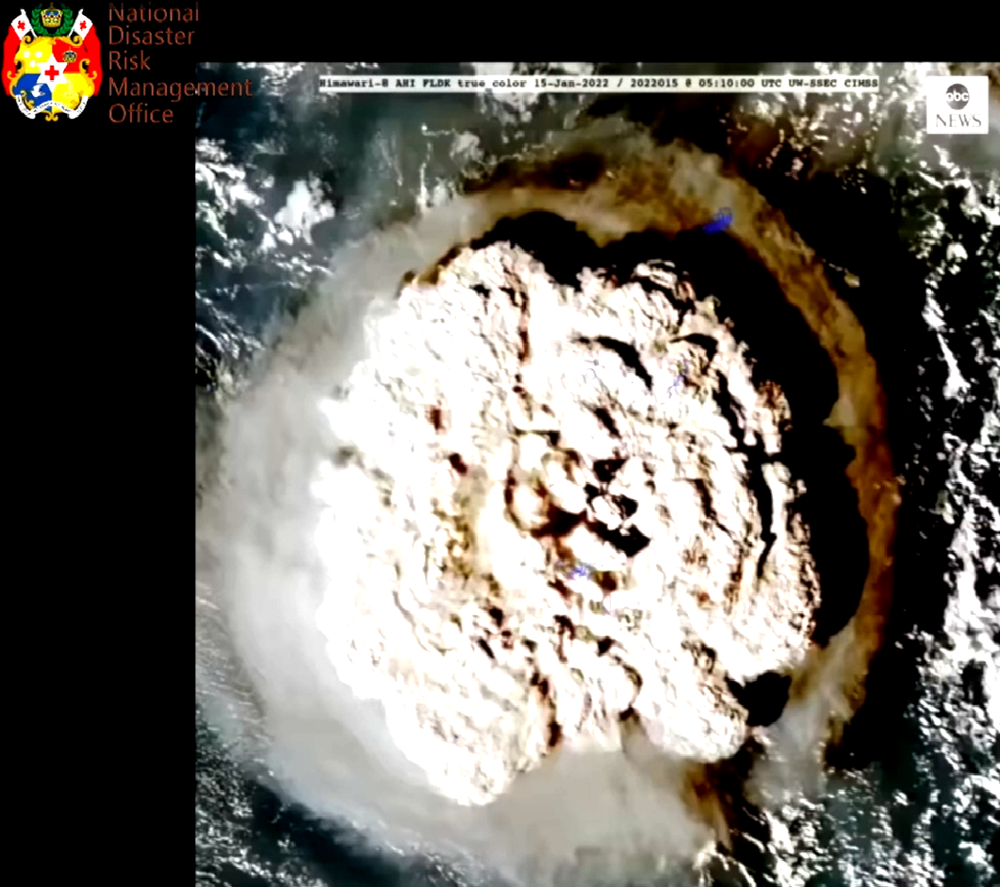 National
Disaster
Risk
Management
Office
Himawari-8 AHI FLDK true color 15-Jan-2022 / 2022015 @ 05:10:00 UTC UW-SSEC CIMSS
abc
NEWS